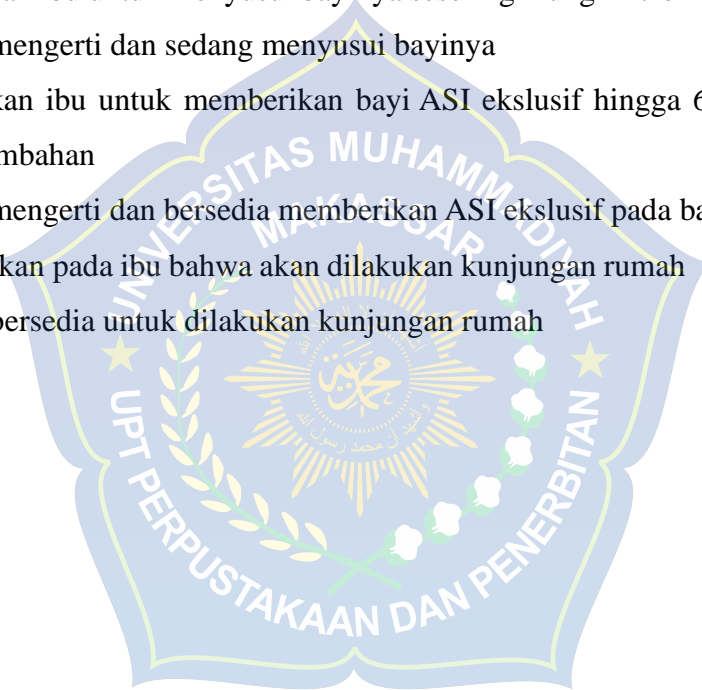 mengerti dan sedang menyusui bayinya
kan ibu untuk memberikan bayi ASI ekslusif hingga 6
mbahan
mengerti dan bersedia memberikan ASI ekslusif pada ba
kan pada ibu bahwa akan dilakukan kunjungan rumah
bersedia untuk dilakukan kunjungan rumah
UNIVERSITAS MUHAMMADIYAH
MAKASSAR
UPT PERPUSTAKAAN DAN PENERBITAN